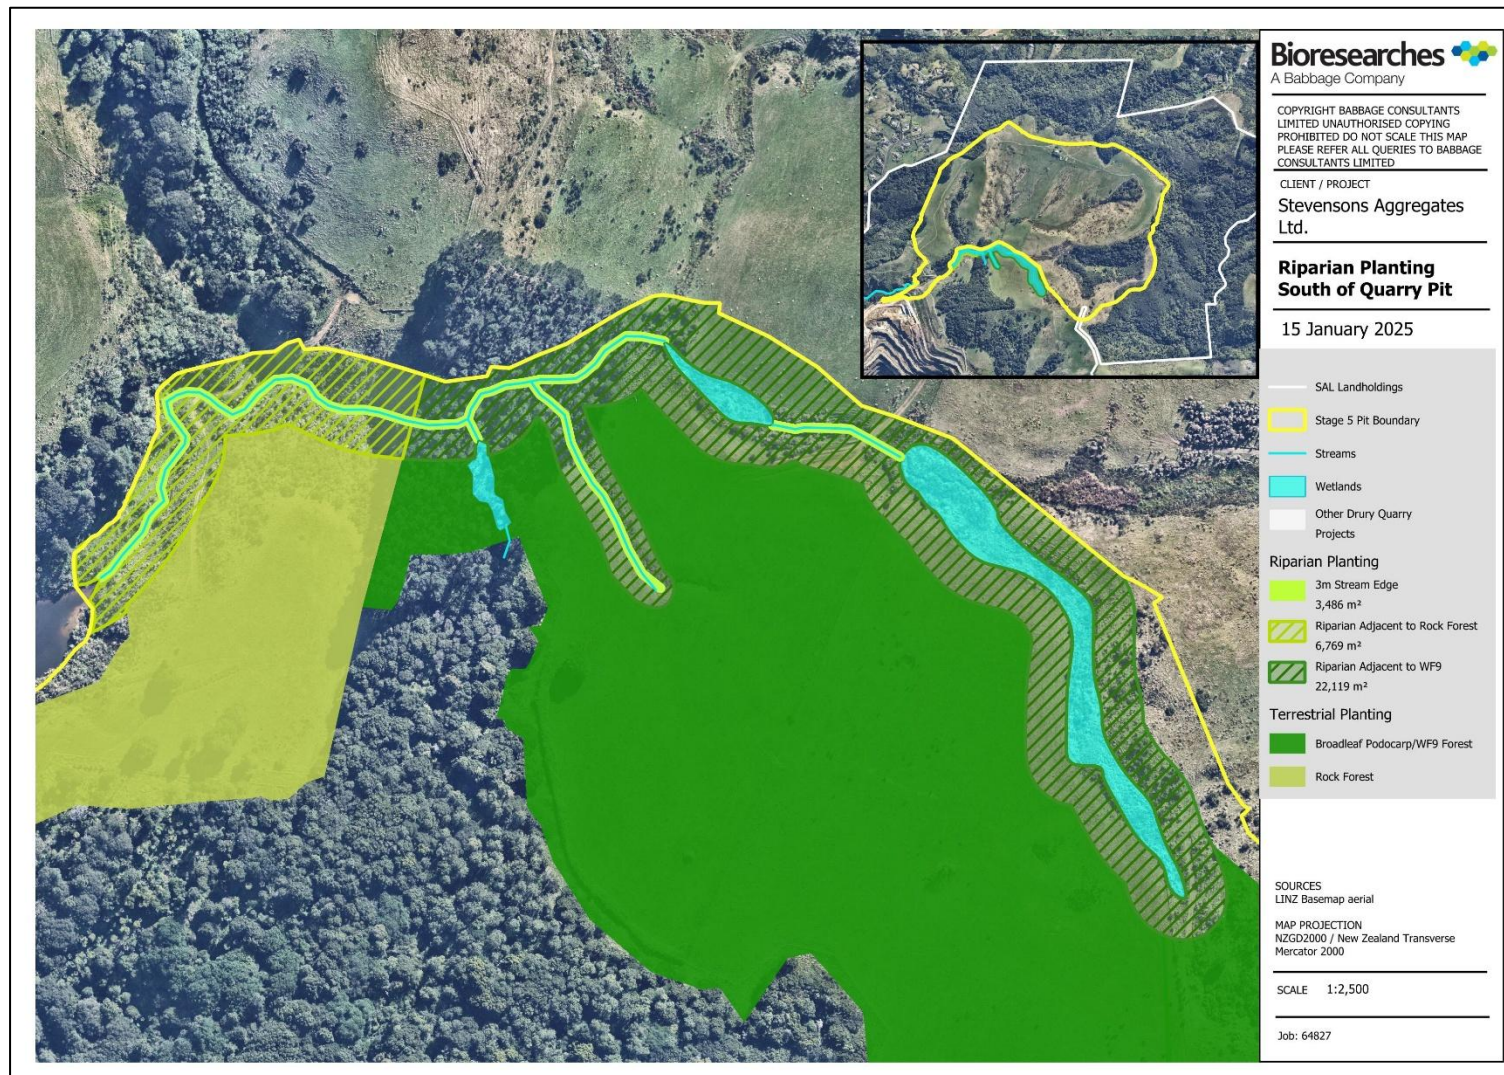 Bioresearches
A Babbage Company
COPYRIGHT BABBAGE CONSULTANTS
LIMITED UNAUTHORISED COPYING
PROHIBITED DO NOT SCALE THIS MAP
PLEASE REFER ALL QUERIES TO BABBAGE
CONSULTANTS LIMITED
CLIENT / PROJECT
Stevensons Aggregates
Ltd.
Riparian Planting
South of Quarry Pit
15 January 2025
SAL Landholdings
Stage 5 Pit Boundary
Streams
Wetlands
Other Drury Quarry
Projects
Riparian Planting
3m Stream Edge
3,486 m²
Riparian Adjacent to Rock Forest
6,769 m²
Riparian Adjacent to WF9
22,119 m²
Terrestrial Planting
Broadleaf Podocarp/WF9 Forest
Rock Forest
SOURCES
LINZ Basemap aerial
MAP PROJECTION
NZGD2000 / New Zealand Transverse
Mercator 2000
SCALE 1:2,500
Job: 64827